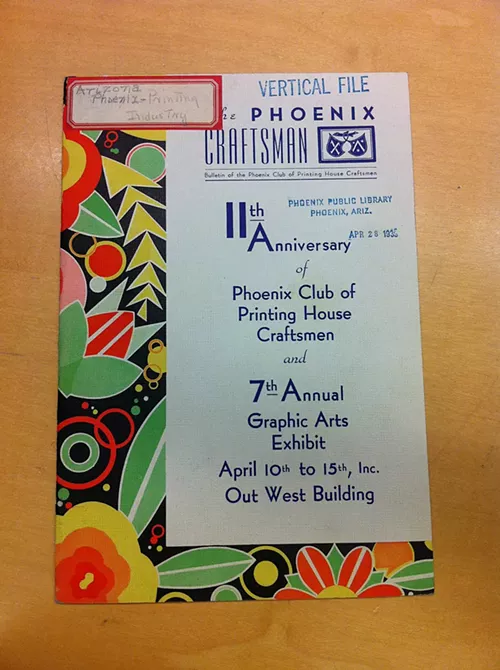 VERTICAL FILE
Phoenix-Printing
Industry
The PHOENIX
CRAFTSMAN
Bulletin of the Phoenix Club of Printing House Craftsmen
PHOENIX PUBLIC LIBRARY
PHOENIX, ARIZ.
APR 28
11th
Anniversary
of
Phoenix Club of
Printing House
Craftsmen
and
7th Annual
Graphic Arts
Exhibit
April 10th to 15th, Inc.
Out West Building